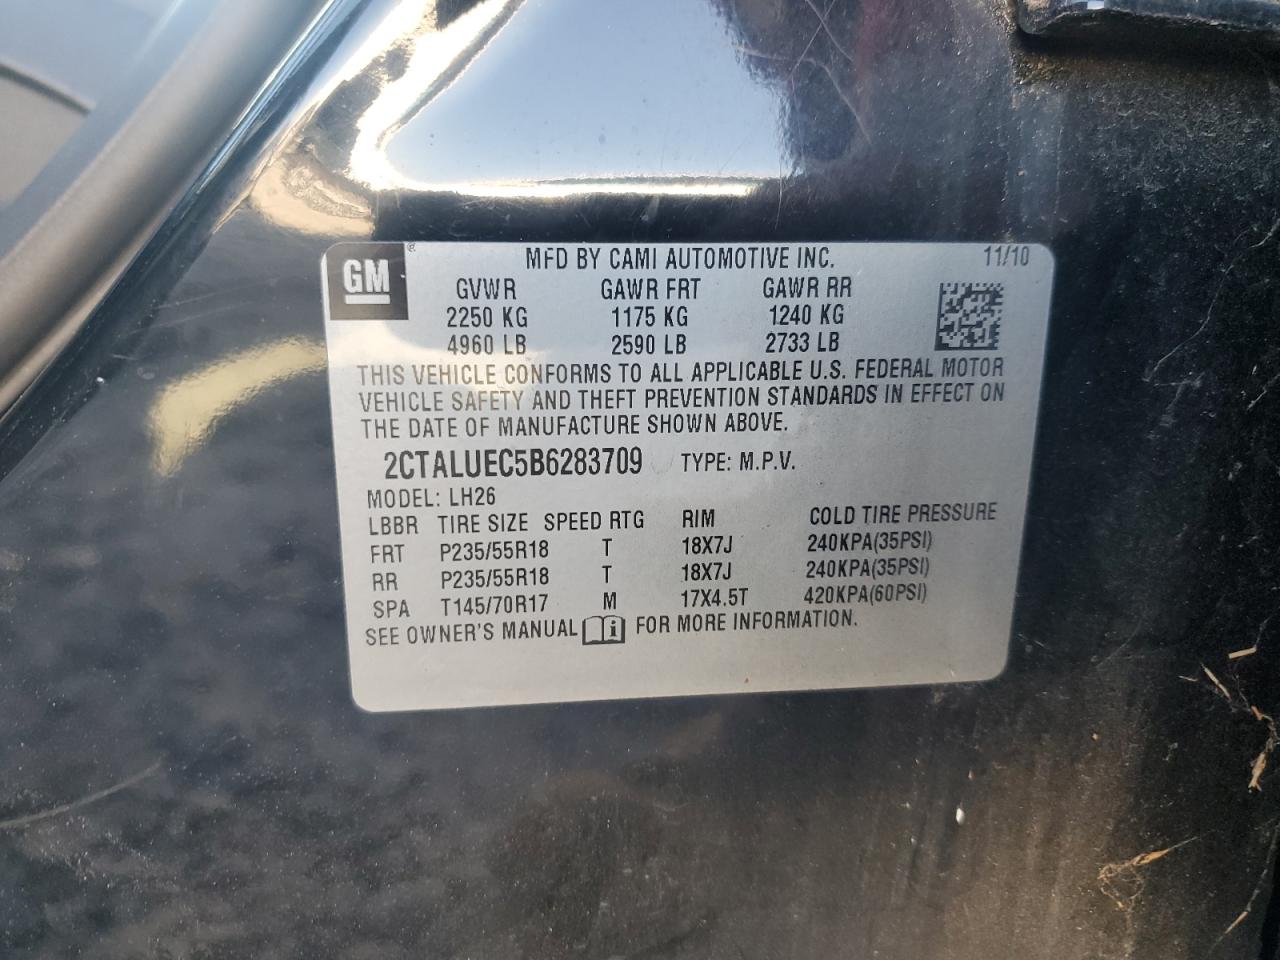 GM ®
MFD BY CAMI AUTOMOTIVE INC. 11/10
GVWR GAWR FRT GAWR RR
2250 KG 1175 KG 1240 KG
4960 LB 2590 LB 2733 LB
THIS VEHICLE CONFORMS TO ALL APPLICABLE U.S. FEDERAL MOTOR
VEHICLE SAFETY AND THEFT PREVENTION STANDARDS IN EFFECT ON
THE DATE OF MANUFACTURE SHOWN ABOVE.
2CTALUEC5B6283709 TYPE: M.P.V.
MODEL: LH26
LBBR TIRE SIZE SPEED RTG RIM COLD TIRE PRESSURE
FRT P235/55R18 T 18X7J 240KPA(35PSI)
RR P235/55R18 T 18X7J 240KPA(35PSI)
SPA T145/70R17 M 17X4.5T 420KPA(60PSI)
SEE OWNER'S MANUAL i FOR MORE INFORMATION.